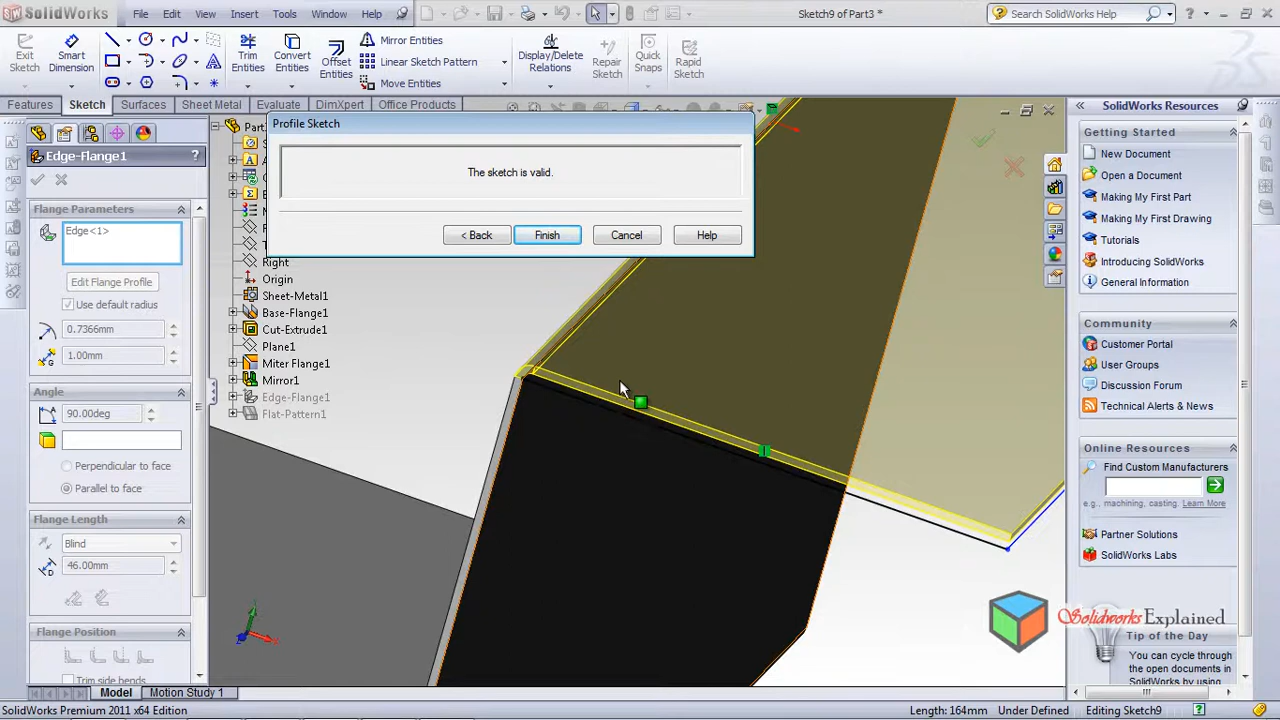 SolidWorks File Edit View Insert Tools Window Help Sketch9 of Part3 * Search SolidWorks Help
Exit Sketch
Smart Dimension
Trim Entities
Convert Entities
Offset Entities
Mirror Entities
Linear Sketch Pattern
Move Entities
Display/Delete Relations
Repair Sketch
Quick Snaps
Rapid Sketch
Features Sketch Surfaces Sheet Metal Evaluate DimXpert Office Products
Edge-Flange1 ?
Flange Parameters
Edge<1>
Edit Flange Profile
Use default radius
0.7366mm
1.00mm
Angle
90.00deg
Perpendicular to face
Parallel to face
Flange Length
Blind
46.00mm
Flange Position
Trim side bends
Part
Right
Origin
Sheet-Metal1
Base-Flange1
Cut-Extrude1
Plane1
Miter Flange1
Mirror1
Edge-Flange1
Flat-Pattern1
Profile Sketch
The sketch is valid.
< Back Finish Cancel Help
SolidWorks Resources
Getting Started
New Document
Open a Document
Making My First Part
Making My First Drawing
Tutorials
Introducing SolidWorks
General Information
Community
Customer Portal
User Groups
Discussion Forum
Technical Alerts & News
Online Resources
Find Custom Manufacturers
e.g., machining, casting. Learn More
Partner Solutions
SolidWorks Labs
Solidworks Explained
Tip of the Day
You can cycle through
the open documents in
SolidWorks by using
Model Motion Study 1
SolidWorks Premium 2011 x64 Edition Length: 164mm Under Defined Editing Sketch9